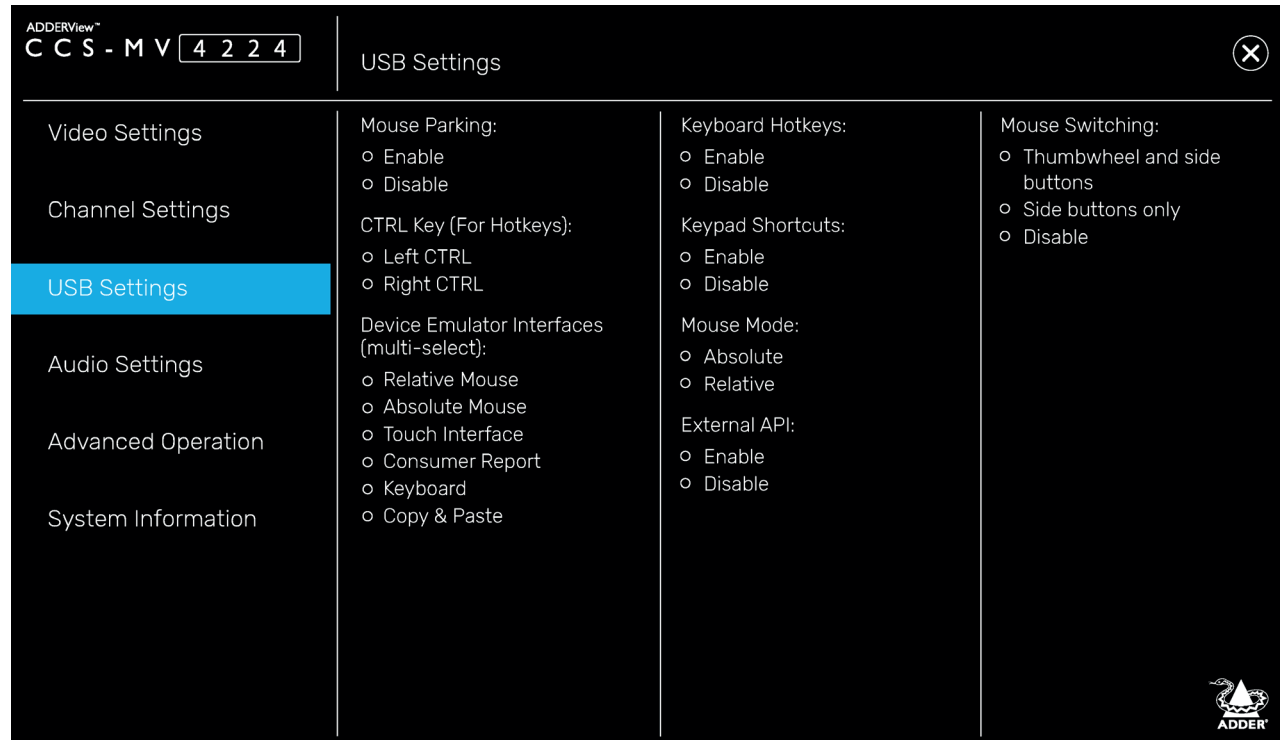 ADDERView™
CCS-MV 4224
USB Settings
Video Settings
Channel Settings
USB Settings
Audio Settings
Advanced Operation
System Information
Mouse Parking:
Enable
Disable
CTRL Key (For Hotkeys):
Left CTRL
Right CTRL
Device Emulator Interfaces
(multi-select):
Relative Mouse
Absolute Mouse
Touch Interface
Consumer Report
Keyboard
Copy & Paste
Keyboard Hotkeys:
Enable
Disable
Keypad Shortcuts:
Enable
Disable
Mouse Mode:
Absolute
Relative
External API:
Enable
Disable
Mouse Switching:
Thumbwheel and side
buttons
Side buttons only
Disable
ADDER®